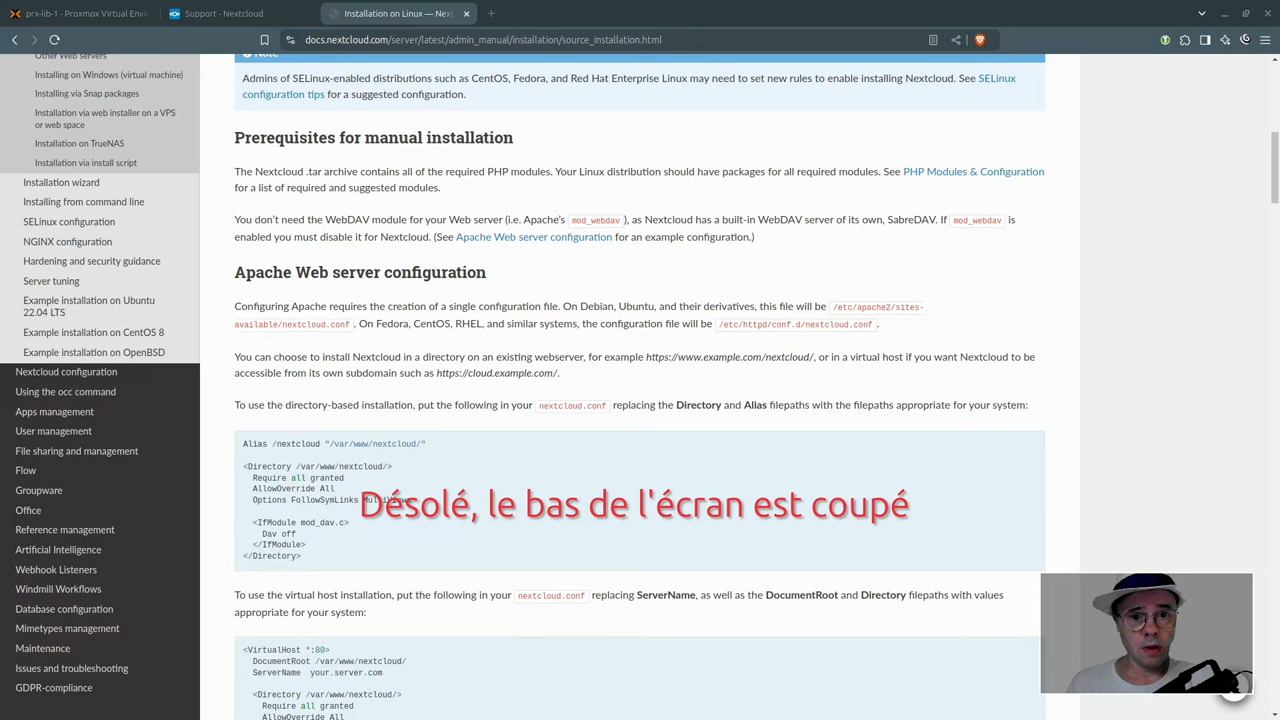 prx-lib-1 - Proxmox Virtual Envi
Support - Nextcloud
Installation on Linux — Nex
docs.nextcloud.com/server/latest/admin_manual/installation/source_installation.html
Other Web servers
Installing on Windows (virtual machine)
Installing via Snap packages
Installation via web installer on a VPS
or web space
Installation on TrueNAS
Installation via install script
Installation wizard
Installing from command line
SELinux configuration
NGINX configuration
Hardening and security guidance
Server tuning
Example installation on Ubuntu
22.04 LTS
Example installation on CentOS 8
Example installation on OpenBSD
Nextcloud configuration
Using the occ command
Apps management
User management
File sharing and management
Flow
Groupware
Office
Reference management
Artificial Intelligence
Webhook Listeners
Windmill Workflows
Database configuration
Mimetypes management
Maintenance
Issues and troubleshooting
GDPR-compliance
Note
Admins of SELinux-enabled distributions such as CentOS, Fedora, and Red Hat Enterprise Linux may need to set new rules to enable installing Nextcloud. See SELinux
configuration tips for a suggested configuration.
Prerequisites for manual installation
The Nextcloud .tar archive contains all of the required PHP modules. Your Linux distribution should have packages for all required modules. See PHP Modules & Configuration
for a list of required and suggested modules.
You don’t need the WebDAV module for your Web server (i.e. Apache’s mod_webdav ), as Nextcloud has a built-in WebDAV server of its own, SabreDAV. If mod_webdav is
enabled you must disable it for Nextcloud. (See Apache Web server configuration for an example configuration.)
Apache Web server configuration
Configuring Apache requires the creation of a single configuration file. On Debian, Ubuntu, and their derivatives, this file will be /etc/apache2/sites-
available/nextcloud.conf . On Fedora, CentOS, RHEL, and similar systems, the configuration file will be /etc/httpd/conf.d/nextcloud.conf .
You can choose to install Nextcloud in a directory on an existing webserver, for example https://www.example.com/nextcloud/, or in a virtual host if you want Nextcloud to be
accessible from its own subdomain such as https://cloud.example.com/.
To use the directory-based installation, put the following in your nextcloud.conf replacing the Directory and Alias filepaths with the filepaths appropriate for your system:
Alias /nextcloud "/var/www/nextcloud/"
<Directory /var/www/nextcloud/>
Require all granted
AllowOverride All
Options FollowSymLinks MultiViews
Désolé, le bas de l'écran est coupé
<IfModule mod_dav.c>
Dav off
</IfModule>
</Directory>
To use the virtual host installation, put the following in your nextcloud.conf replacing ServerName, as well as the DocumentRoot and Directory filepaths with values
appropriate for your system:
<VirtualHost *:80>
DocumentRoot /var/www/nextcloud/
ServerName your.server.com
<Directory /var/www/nextcloud/>
Require all granted
AllowOverride All